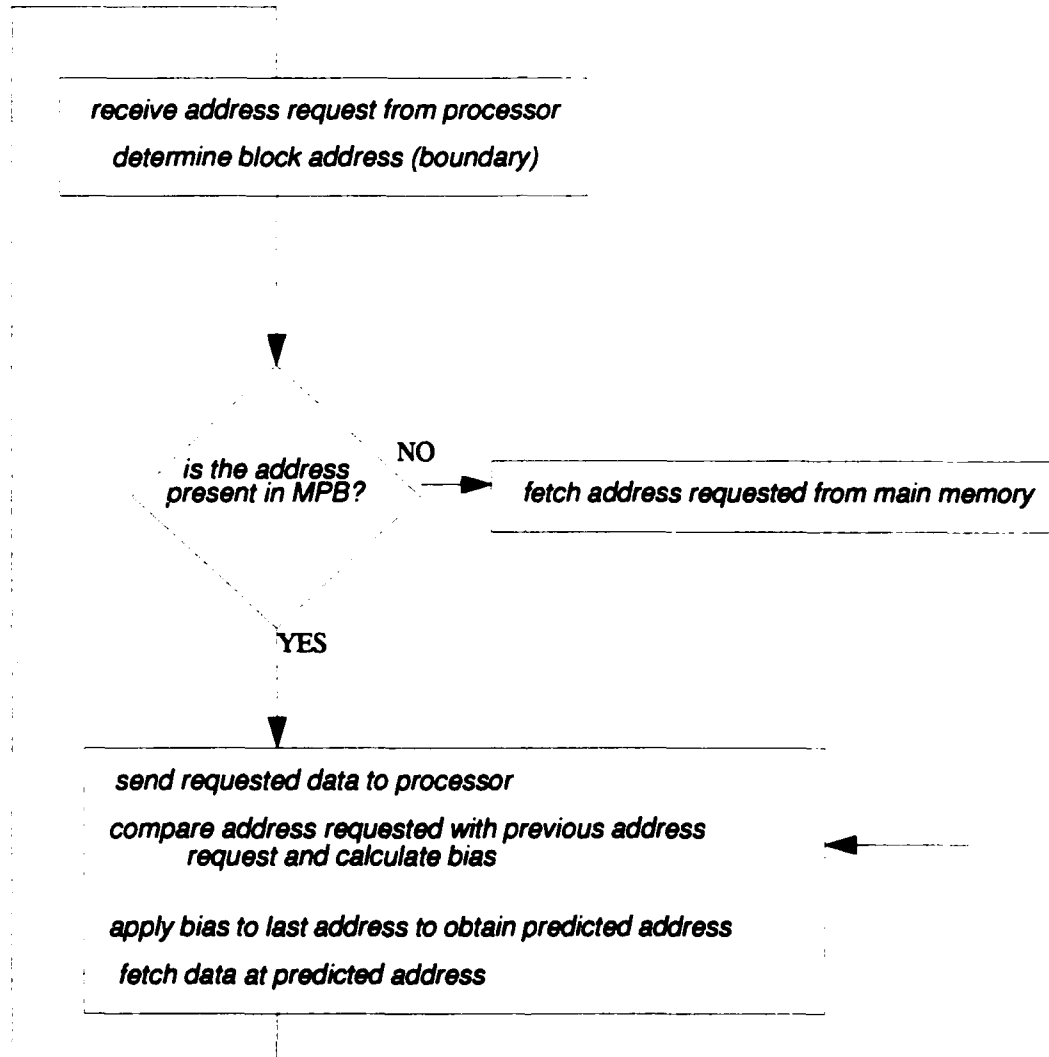 receive address request from processor
determine block address (boundary)
is the address
present in MPB?
NO
fetch address requested from main memory
YES
send requested data to processor
compare address requested with previous address
request and calculate bias
apply bias to last address to obtain predicted address
fetch data at predicted address